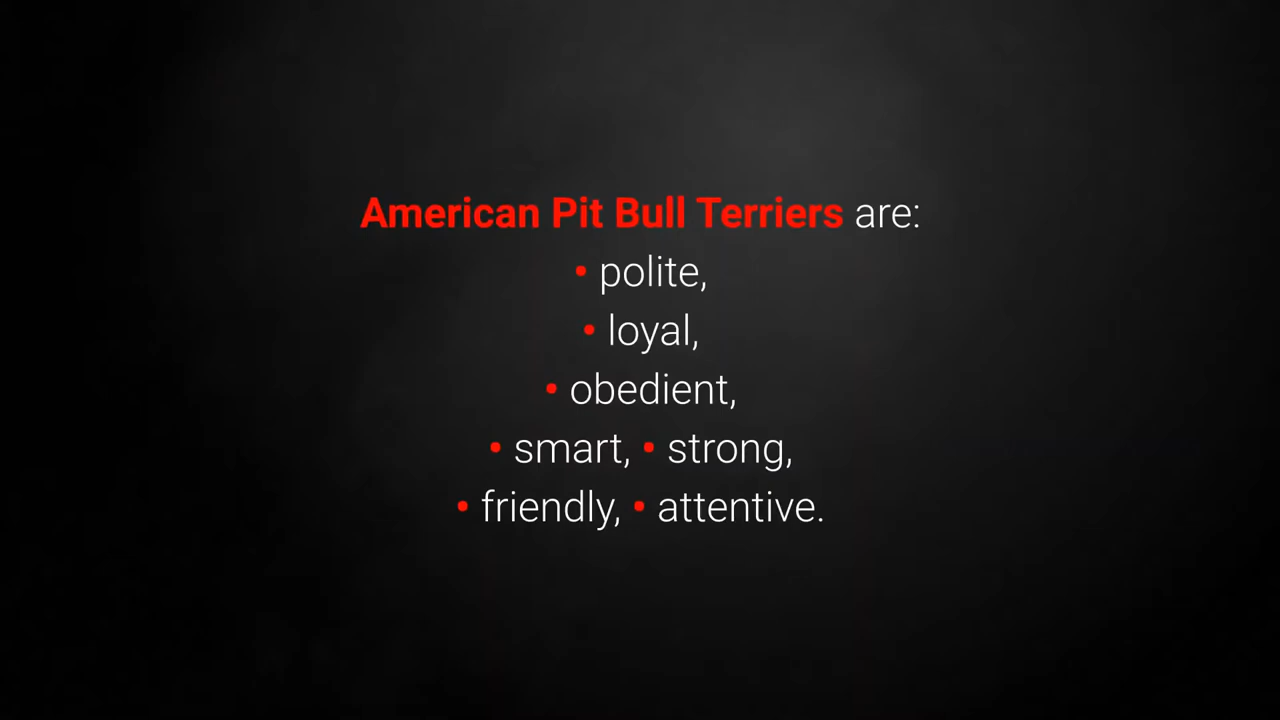 American Pit Bull Terriers are:
• polite,
• loyal,
• obedient,
• smart, • strong,
• friendly, • attentive.